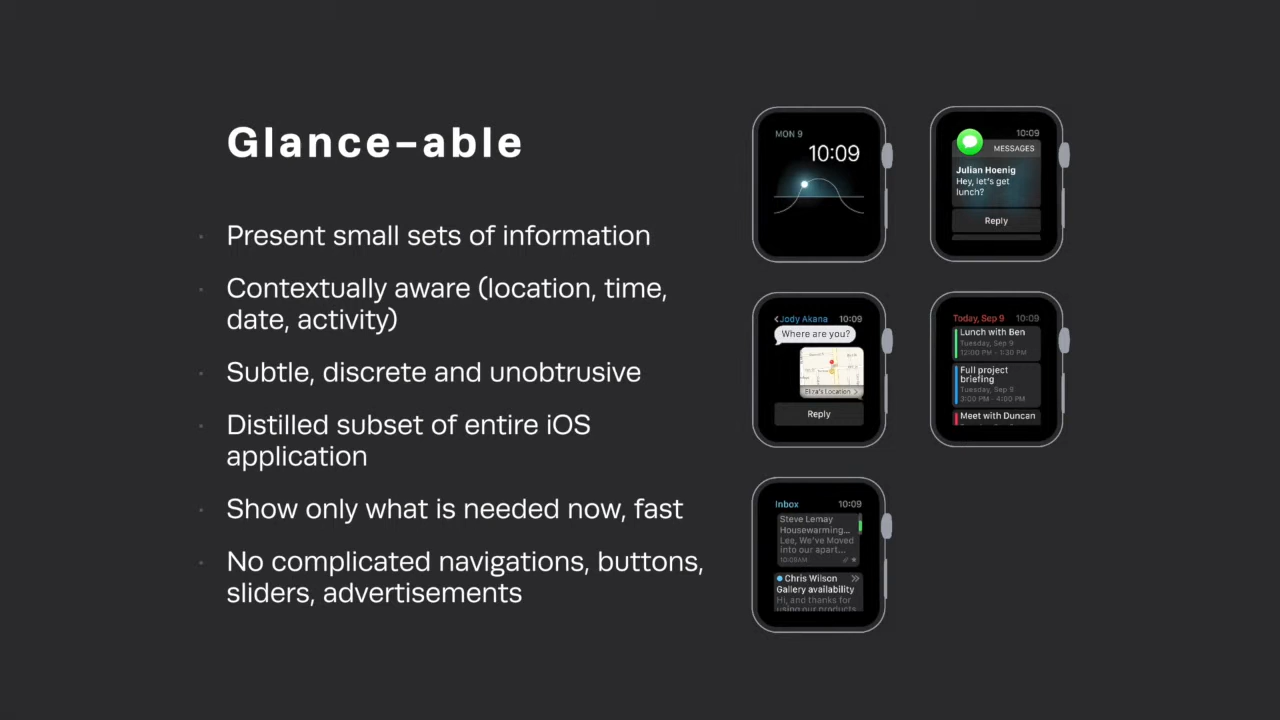 Glance-able
Present small sets of information
Contextually aware (location, time,
date, activity)
Subtle, discrete and unobtrusive
Distilled subset of entire iOS
application
Show only what is needed now, fast
No complicated navigations, buttons,
sliders, advertisements
MON 9
10:09
10:09
MESSAGES
Julian Hoenig
Hey, let's get
lunch?
Reply
Jody Akana 10:09
Where are you?
Eliza's Location
Reply
Today, Sep 9 10:09
Lunch with Ben
Tuesday, Sep 9
12:00 PM - 1:30 PM
Full project
briefing
Tuesday, Sep 9
3:00 PM - 4:00 PM
Meet with Duncan
Inbox 10:09
Steve Lemay
Housewarming...
Lee, We've Moved
into our apart...
10:00AM
Chris Wilson
Gallery availability
Hi, and thanks for
using our products